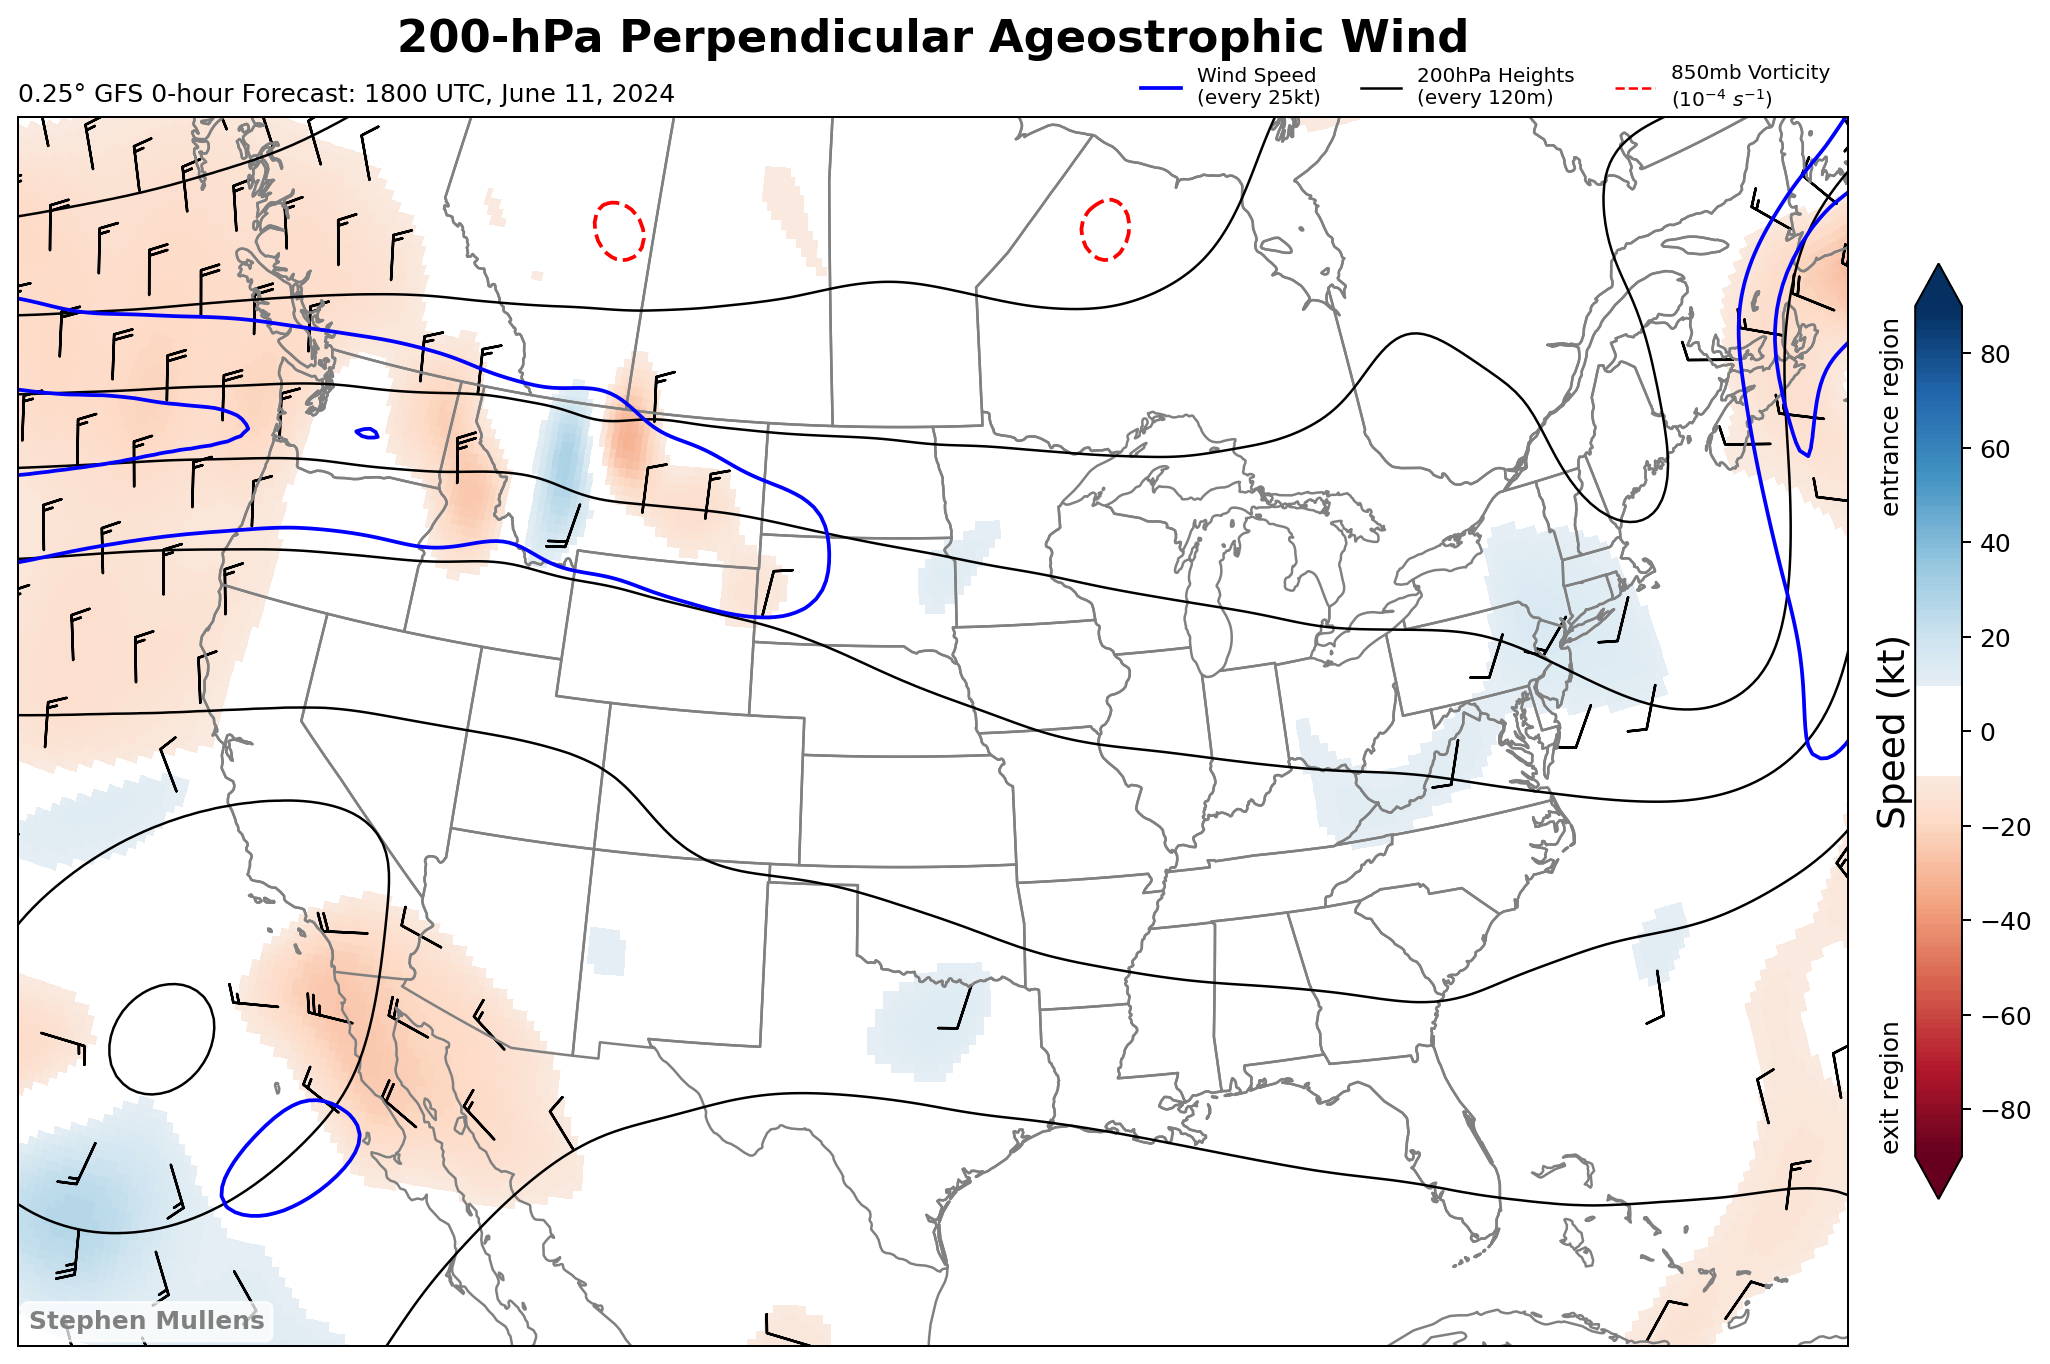 200-hPa Perpendicular Ageostrophic Wind
0.25° GFS 0-hour Forecast: 1800 UTC, June 11, 2024
Wind Speed
(every 25kt)
200hPa Heights
(every 120m)
850mb Vorticity
(10⁻⁴ s⁻¹)
entrance region
exit region
Speed (kt)
80
60
40
20
0
−20
−40
−60
−80
Stephen Mullens